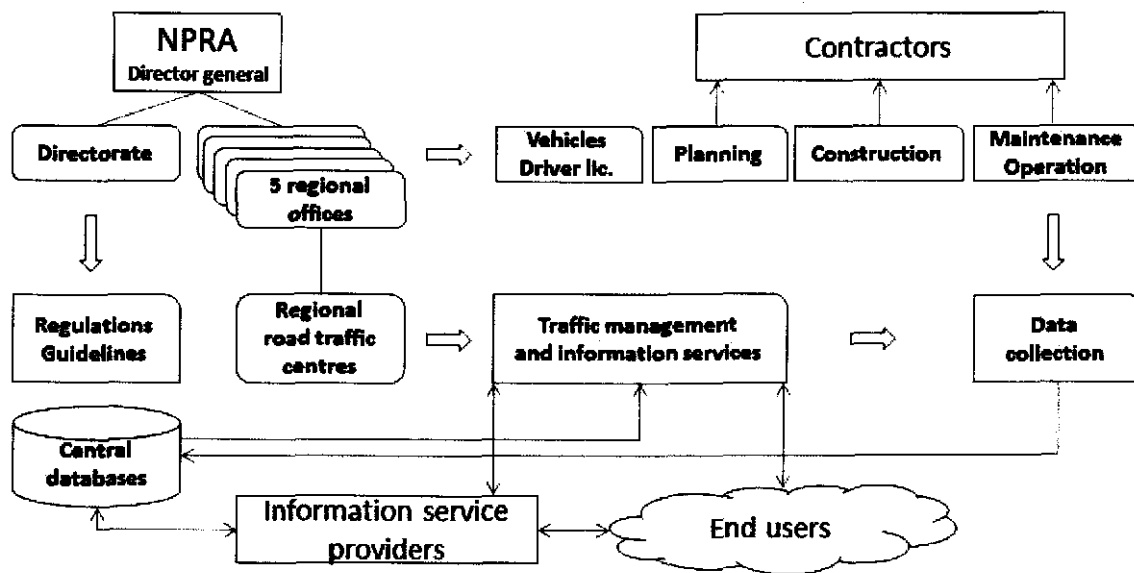 NPRA
Director general
Contractors
Directorate
5 regional
offices
Vehicles
Driver lic.
Planning
Construction
Maintenance
Operation
Regulations
Guidelines
Regional
road traffic
centres
Traffic management
and information services
Data
collection
Central
databases
Information service
providers
End users